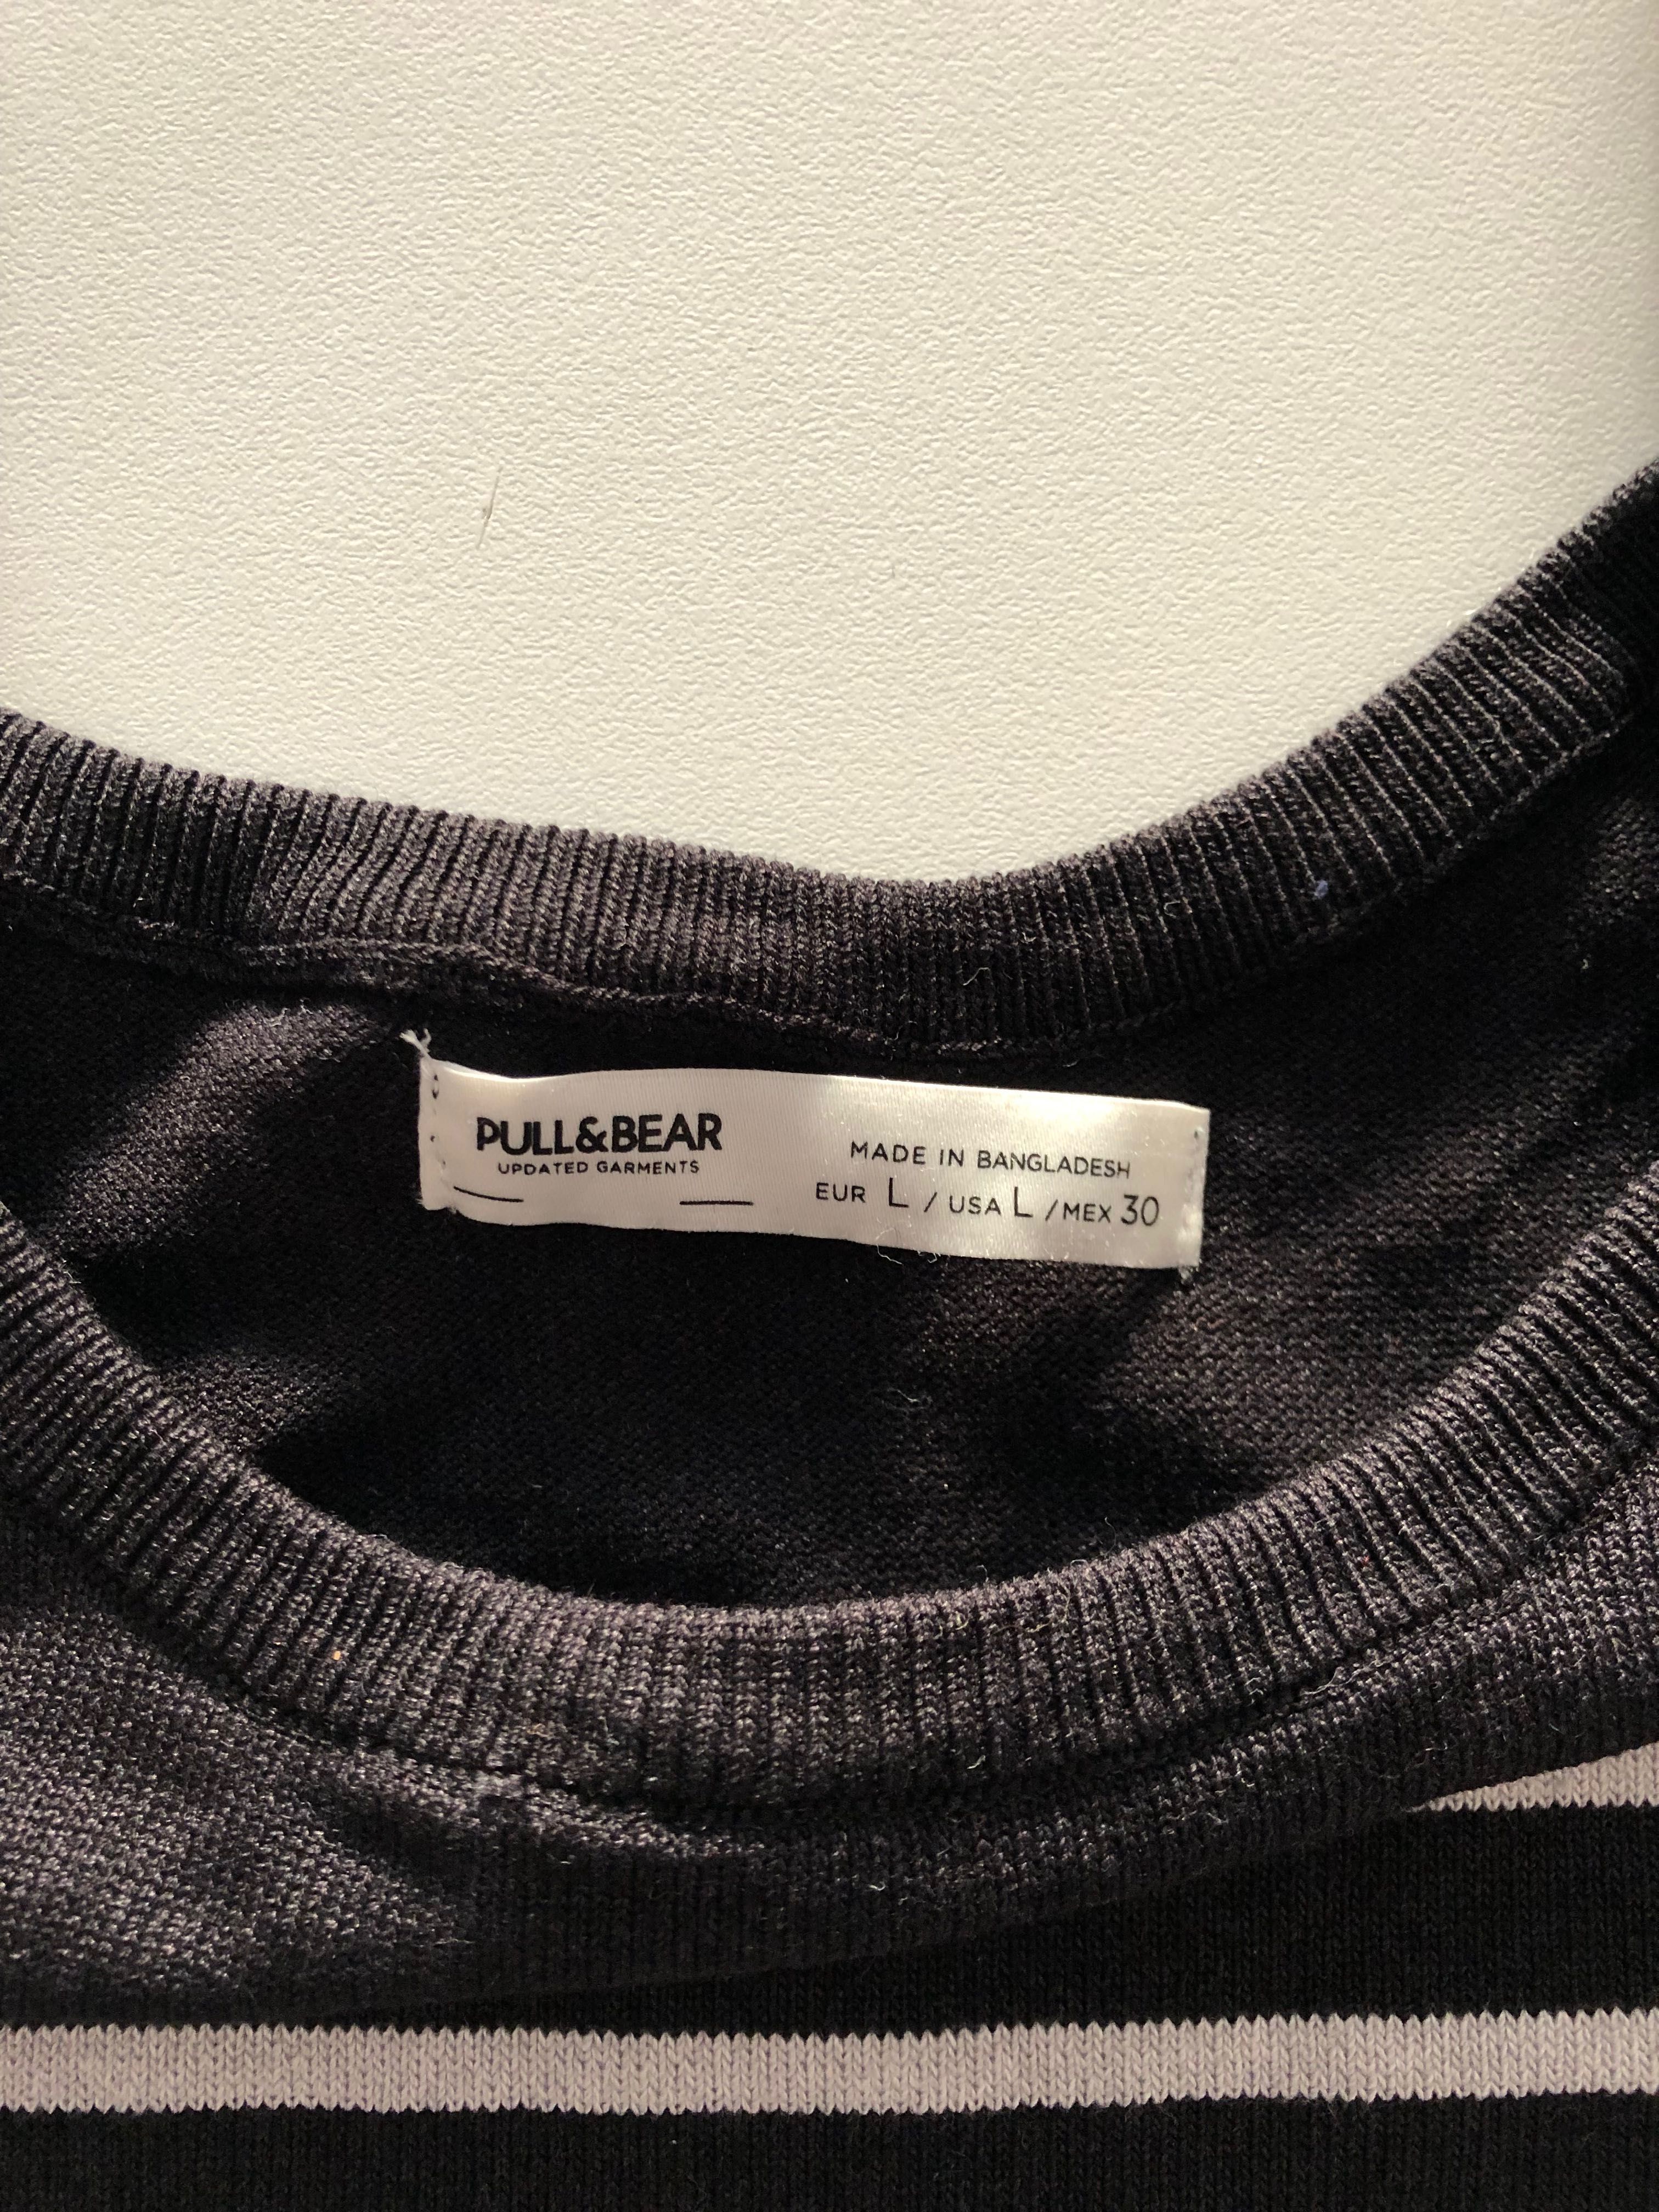 PULL&BEAR
UPDATED GARMENTS
MADE IN BANGLADESH
EUR L / USA L / MEX 30